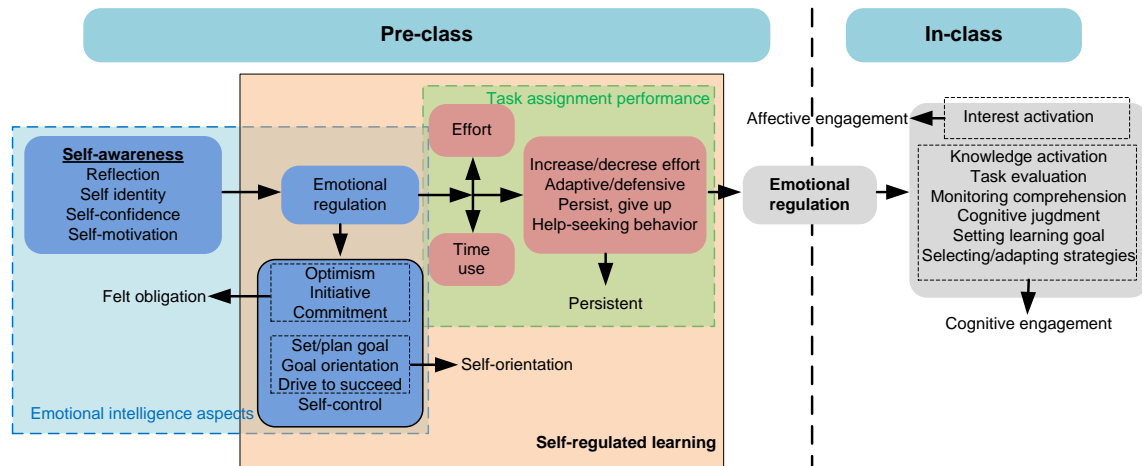 Pre-class
In-class
Task assignment performance
Effort
Affective engagement
Interest activation
Self-awareness
Reflection
Self identity
Self-confidence
Self-motivation
Emotional
regulation
Increase/decrese effort
Adaptive/defensive
Persist, give up
Help-seeking behavior
Emotional
regulation
Knowledge activation
Task evaluation
Monitoring comprehension
Cognitive jugdment
Setting learning goal
Selecting/adapting strategies
Time
use
Felt obligation
Optimism
Initiative
Commitment
Persistent
Cognitive engagement
Set/plan goal
Goal orientation
Drive to succeed
Self-control
Self-orientation
Emotional intelligence aspects
Self-regulated learning